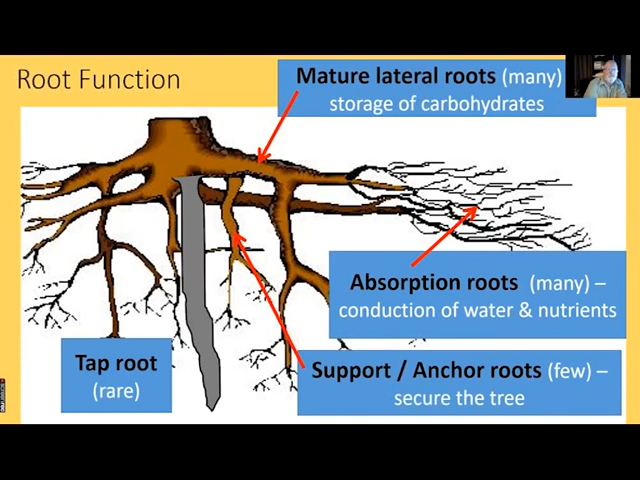 Root Function
Mature lateral roots (many)
storage of carbohydrates
Absorption roots (many) –
conduction of water & nutrients
Tap root
(rare)
Support / Anchor roots (few) –
secure the tree